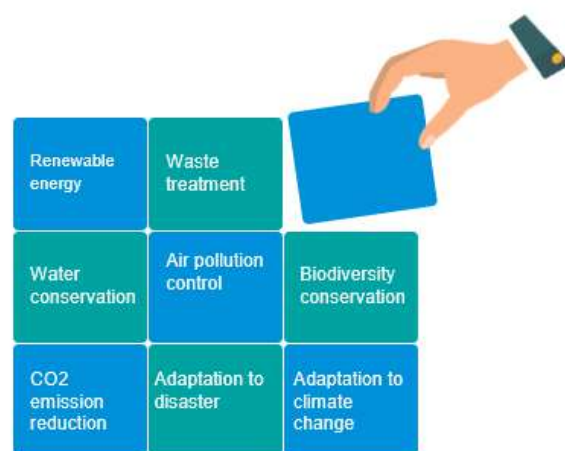 Renewable
energy
Waste
treatment
Water
conservation
Air pollution
control
Biodiversity
conservation
CO2
emission
reduction
Adaptation to
disaster
Adaptation to
climate
change